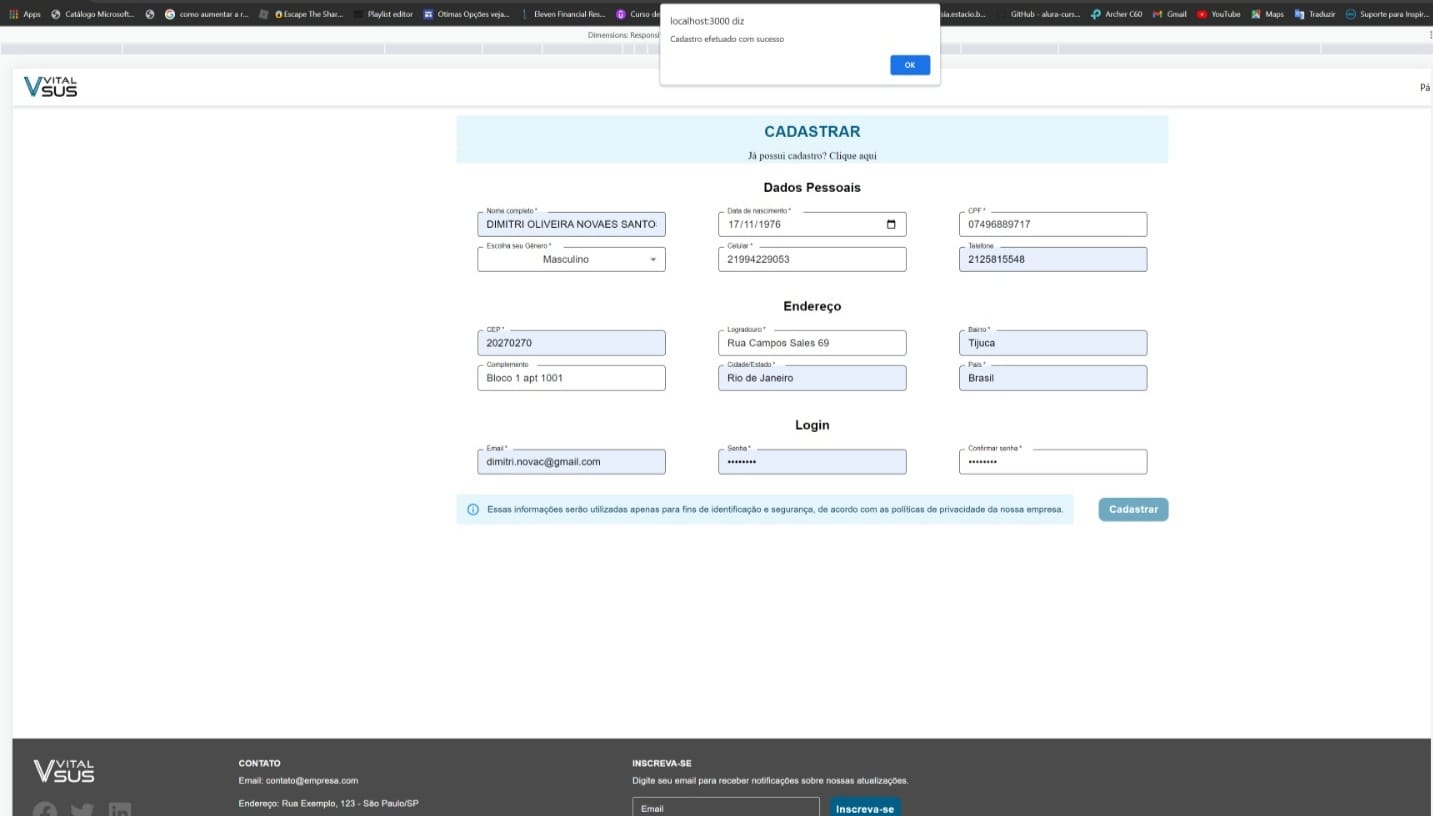 Apps Catálogo Microsoft... como aumentar a r... Escape The Shar... Playlist editor Otimas Opções veja... Eleven Financial Res... Curso de sia.estacio.b... GitHub - alura-curs... Archer C60 Gmail YouTube Maps Traduzir Suporte para Inspir...
localhost:3000 diz
Cadastro efetuado com sucesso
OK
Dimensions: Responsi
VITAL
SUS
Pá
CADASTRAR
Já possui cadastro? Clique aqui
Dados Pessoais
Nome completo * Data de nascimento * CPF *
DIMITRI OLIVEIRA NOVAES SANTO 17/11/1976 07496889717
Escolha seu Gênero * Celular * Telefone
Masculino 21994229053 2125815548
Endereço
CEP * Logradouro * Bairro *
20270270 Rua Campos Sales 69 Tijuca
Complemento Cidade/Estado * País *
Bloco 1 apt 1001 Rio de Janeiro Brasil
Login
Email * Senha * Confirmar senha *
dimitri.novac@gmail.com •••••••• ••••••••
Essas informações serão utilizadas apenas para fins de identificação e segurança, de acordo com as políticas de privacidade da nossa empresa. Cadastrar
VITAL
SUS
CONTATO
Email: contato@empresa.com
Endereço: Rua Exemplo, 123 - São Paulo/SP
INSCREVA-SE
Digite seu email para receber notificações sobre nossas atualizações.
Email Inscreva-se